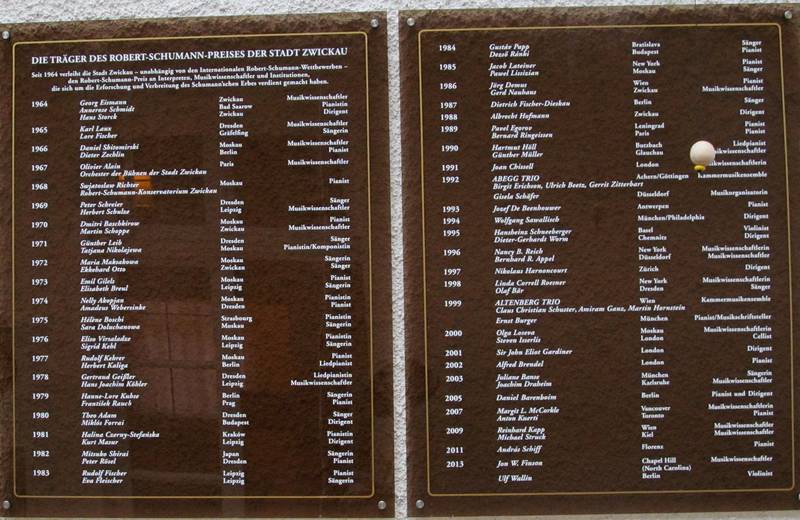 DIE TRÄGER DES ROBERT-SCHUMANN-PREISES DER STADT ZWICKAU
Seit 1964 verleiht die Stadt Zwickau – unabhängig von den Internationalen Robert-Schumann-Wettbewerben –
den Robert-Schumann-Preis an Interpreten, Musikwissenschaftler und Institutionen,
die sich um die Erforschung und Verbreitung des Schumann'schen Erbes verdient gemacht haben.
1964 Georg Eismann Zwickau Musikwissenschaftler
Annerose Schmidt Bad Saarow Pianistin
Hans Storck Zwickau Dirigent
1965 Karl Laux Dresden Musikwissenschaftler
Lore Fischer Gräfelfing Sängerin
1966 Daniel Shitomirski Moskau Musikwissenschaftler
Dieter Zechlin Berlin Pianist
1967 Olivier Alain Paris Musikwissenschaftler
Orchester der Bühnen der Stadt Zwickau
1968 Swjatoslaw Richter Moskau Pianist
Robert-Schumann-Konservatorium Zwickau
1969 Peter Schreier Dresden Sänger
Herbert Schulze Leipzig Musikwissenschaftler
1970 Dmitri Baschkirow Moskau Pianist
Martin Schoppe Zwickau Musikwissenschaftler
1971 Günther Leib Dresden Sänger
Tatjana Nikolajewa Moskau Pianistin/Komponistin
1972 Maria Maksakowa Moskau Sängerin
Ekkehard Otto Zwickau Sänger
1973 Emil Gilels Moskau Pianist
Elisabeth Breul Leipzig Sängerin
1974 Nelly Akopjan Moskau Pianistin
Amadeus Webersinke Dresden Pianist
1975 Hélène Boschi Strasbourg Pianistin
Sara Doluchanowa Moskau Sängerin
1976 Eliso Virsaladze Moskau Pianistin
Sigrid Kehl Leipzig Sängerin
1977 Rudolf Kehrer Moskau Pianist
Herbert Kaliga Berlin Liedpianist
1978 Gertrud Geißler Dresden Liedpianistin
Hans Joachim Köhler Leipzig Musikwissenschaftler
1979 Hanne-Lore Kuhse Berlin Sängerin
František Rauch Prag Pianist
1980 Theo Adam Dresden Sänger
Miklós Forrai Budapest Dirigent
1981 Halina Czerny-Stefańska Kraków Pianistin
Kurt Masur Leipzig Dirigent
1982 Mitsuko Shirai Japan Sängerin
Peter Rösel Dresden Pianist
1983 Rudolf Fischer Leipzig Pianist
Eva Fleischer Leipzig Sängerin
1984 Gustáv Papp Bratislava Sänger
Dezső Ránki Budapest Pianist
1985 Jacob Lateiner New York Pianist
Pawel Lissizian Moskau Sänger
1986 Jörg Demus Wien Pianist
Gerd Nauhaus Zwickau Musikwissenschaftler
1987 Dietrich Fischer-Dieskau Berlin Sänger
1988 Albrecht Hofmann Zwickau Dirigent
1989 Pavel Egorov Leningrad Pianist
Bernard Ringeissen Paris Pianist
1990 Hartmut Höll Butzbach Liedpianist
Günther Müller Glauchau Musikwissenschaftler
1991 Joan Chissell London Musikwissenschaftlerin
1992 ABEGG TRIO Achern/Göttingen Kammermusikensemble
Birgit Erichson, Ulrich Beetz, Gerrit Zitterbart
Gisela Schäfer Düsseldorf Musikorganisatorin
1993 Jozef De Beenhouwer Antwerpen Pianist
1994 Wolfgang Sawallisch München/Philadelphia Dirigent
1995 Hansheinz Schneeberger Basel Violinist
Dieter-Gerhardt Worm Chemnitz Dirigent
1996 Nancy B. Reich New York Musikwissenschaftlerin
Bernhard R. Appel Düsseldorf Musikwissenschaftler
1997 Nikolaus Harnoncourt Zürich Dirigent
1998 Linda Correll Roesner New York Musikwissenschaftlerin
Olaf Bär Dresden Sänger
1999 ALTENBERG TRIO Wien Kammermusikensemble
Claus Christian Schuster, Amiram Ganz, Martin Hornstein
Ernst Burger München Pianist/Musikschriftsteller
2000 Olga Loseva Moskau Musikwissenschaftlerin
Steven Isserlis London Cellist
2001 Sir John Eliot Gardiner London Dirigent
2002 Alfred Brendel London Pianist
2003 Juliane Banse München Sängerin
Joachim Draheim Karlsruhe Musikwissenschaftler
2005 Daniel Barenboim Berlin Pianist und Dirigent
2007 Margit L. McCorkle Vancouver Musikwissenschaftlerin
Anton Kuerti Toronto Pianist
2009 Reinhard Kapp Wien Musikwissenschaftler
Michael Struck Kiel Musikwissenschaftler
2011 András Schiff Florenz Pianist
2013 Jon W. Finson Chapel Hill Musikwissenschaftler
(North Carolina)
Ulf Wallin Berlin Violinist